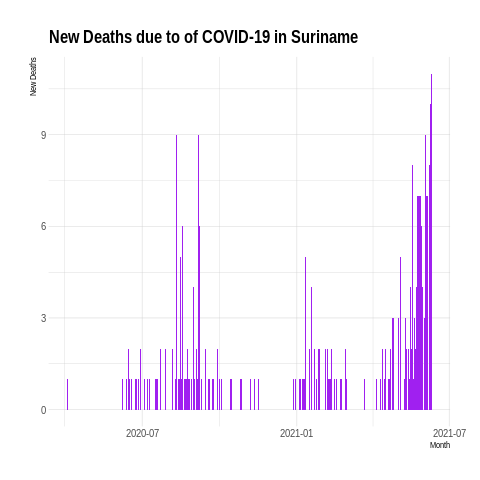 New Deaths due to of COVID-19 in Suriname
New Deaths
9
6
3
0
2020-07 2021-01 2021-07
Month